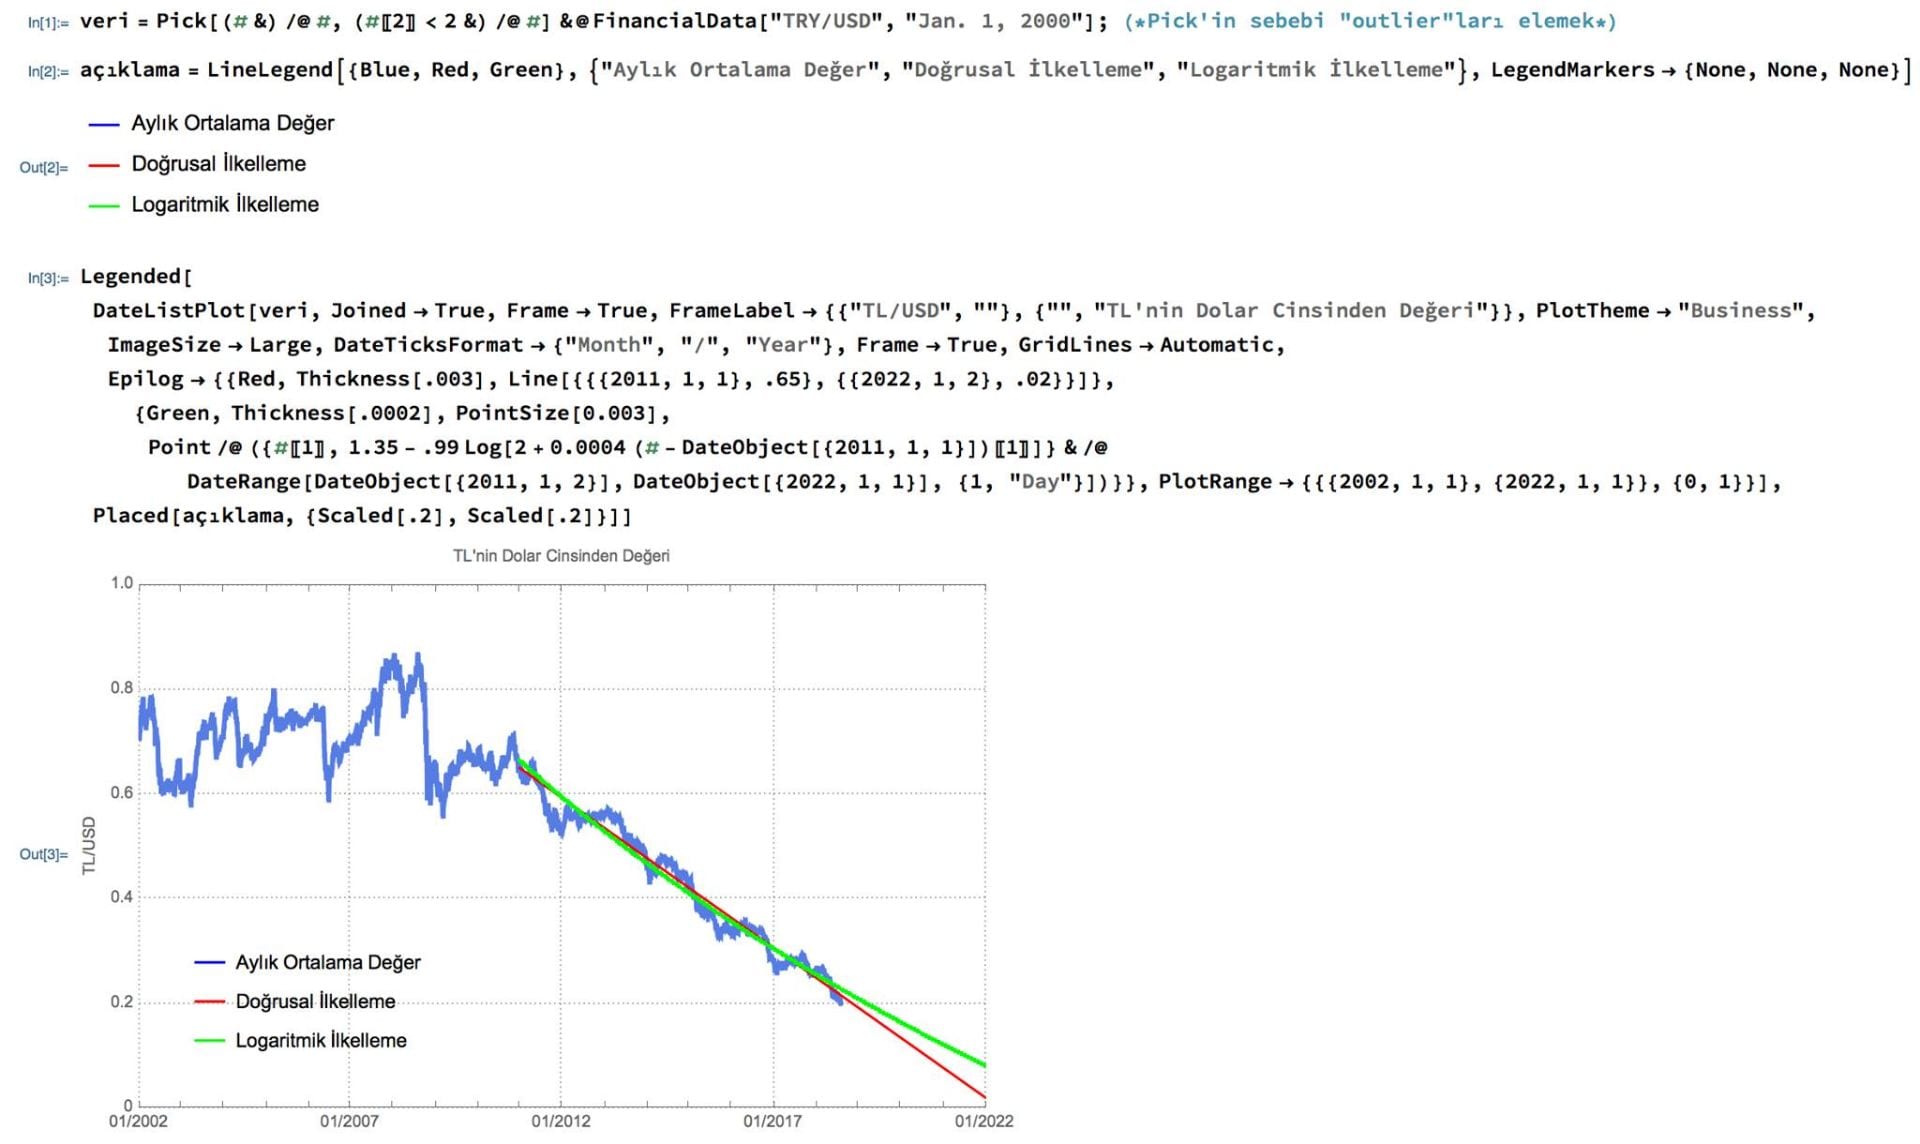 In[1]:= veri = Pick[(# &) /@ #, (#〚2〛 < 2 &) /@ #] &@FinancialData["TRY/USD", "Jan. 1, 2000"]; (*Pick'in sebebi "outlier"ları elemek*)
In[2]:= açıklama = LineLegend[{Blue, Red, Green}, {"Aylık Ortalama Değer", "Doğrusal İlkelleme", "Logaritmik İlkelleme"}, LegendMarkers → {None, None, None}]
Aylık Ortalama Değer
Out[2]= Doğrusal İlkelleme
Logaritmik İlkelleme
In[3]:= Legended[
DateListPlot[veri, Joined → True, Frame → True, FrameLabel → {{"TL/USD", ""}, {"", "TL'nin Dolar Cinsinden Değeri"}}, PlotTheme → "Business",
ImageSize → Large, DateTicksFormat → {"Month", "/", "Year"}, Frame → True, GridLines → Automatic,
Epilog → {{Red, Thickness[.003], Line[{{{2011, 1, 1}, .65}, {{2022, 1, 2}, .02}}]},
{Green, Thickness[.0002], PointSize[0.003],
Point /@ ({#〚1〛, 1.35 - .99 Log[2 + 0.0004 (# - DateObject[{2011, 1, 1}])〚1〛]} & /@
DateRange[DateObject[{2011, 1, 2}], DateObject[{2022, 1, 1}], {1, "Day"}])}}, PlotRange → {{{2002, 1, 1}, {2022, 1, 1}}, {0, 1}}],
Placed[açıklama, {Scaled[.2], Scaled[.2]}]]
TL'nin Dolar Cinsinden Değeri
1.0
0.8
0.6
Out[3]= TL/USD
0.4
Aylık Ortalama Değer
0.2 Doğrusal İlkelleme
Logaritmik İlkelleme
0
01/2002 01/2007 01/2012 01/2017 01/2022